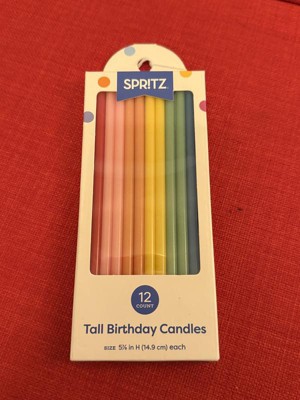 SPRITZ
12
COUNT
Tall Birthday Candles
SIZE 5⅞ in H (14.9 cm) each